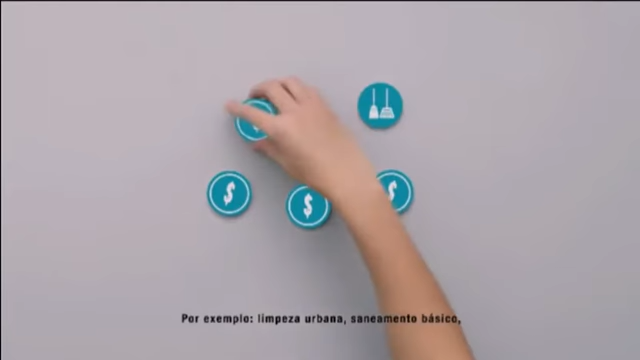 $
$ $ $
Por exemplo: limpeza urbana, saneamento básico,